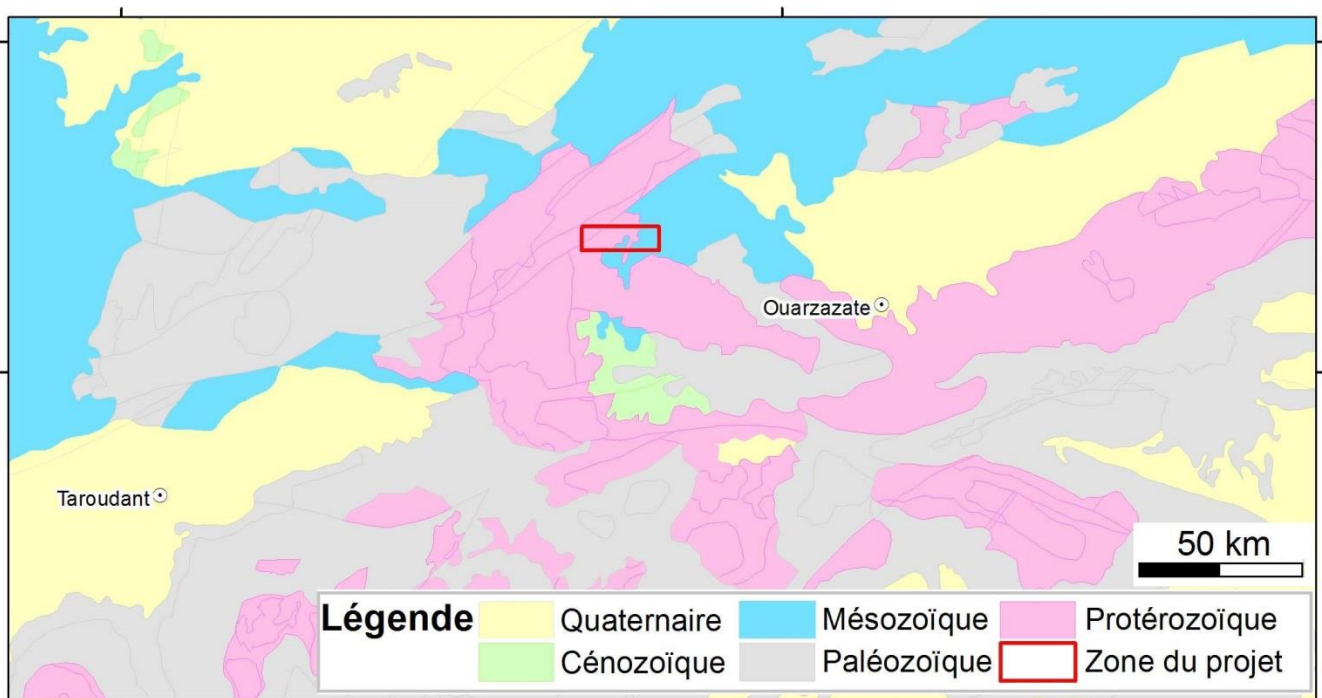 Ouarzazate
Taroudant
50 km
Légende
Quaternaire
Mésozoïque
Protérozoïque
Cénozoïque
Paléozoïque
Zone du projet